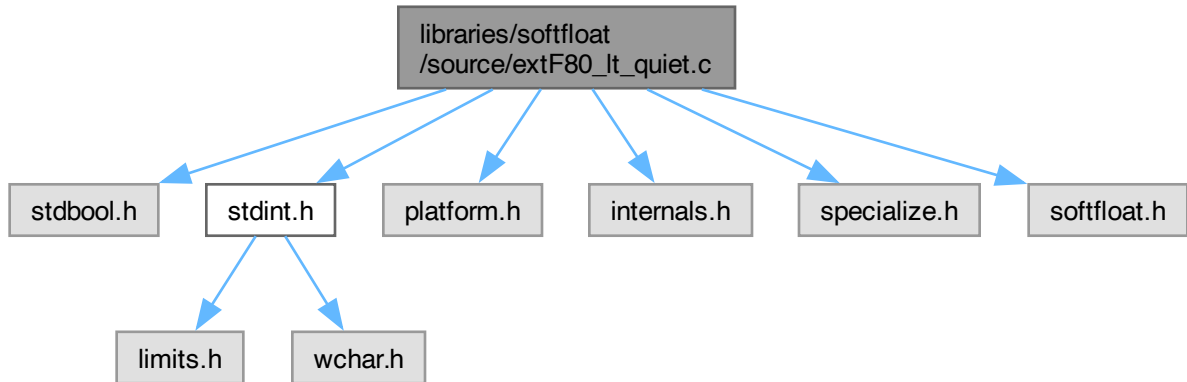 libraries/softfloat
/source/extF80_lt_quiet.c
stdbool.h
stdint.h
platform.h
internals.h
specialize.h
softfloat.h
limits.h
wchar.h